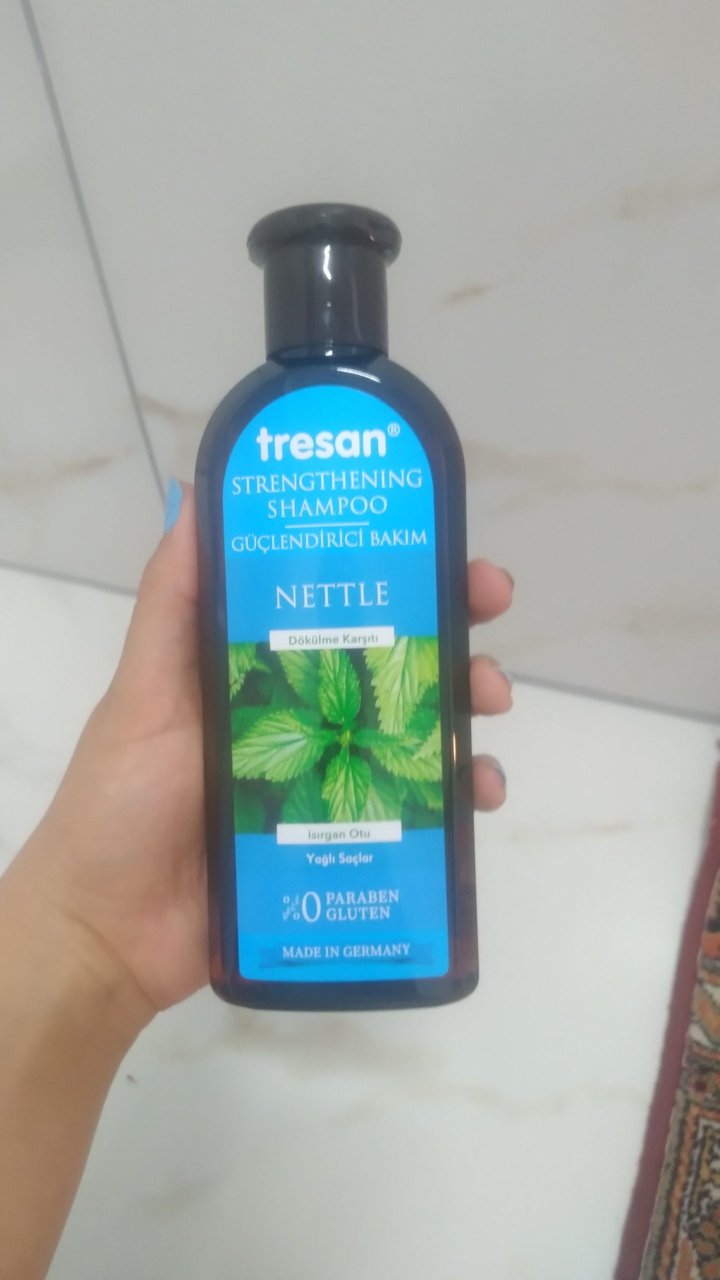 tresan®
STRENGTHENING
SHAMPOO
GÜÇLENDİRİCİ BAKIM
NETTLE
Dökülme Karşıtı
Isırgan Otu
Yağlı Saçlar
%0 PARABEN
GLUTEN
MADE IN GERMANY